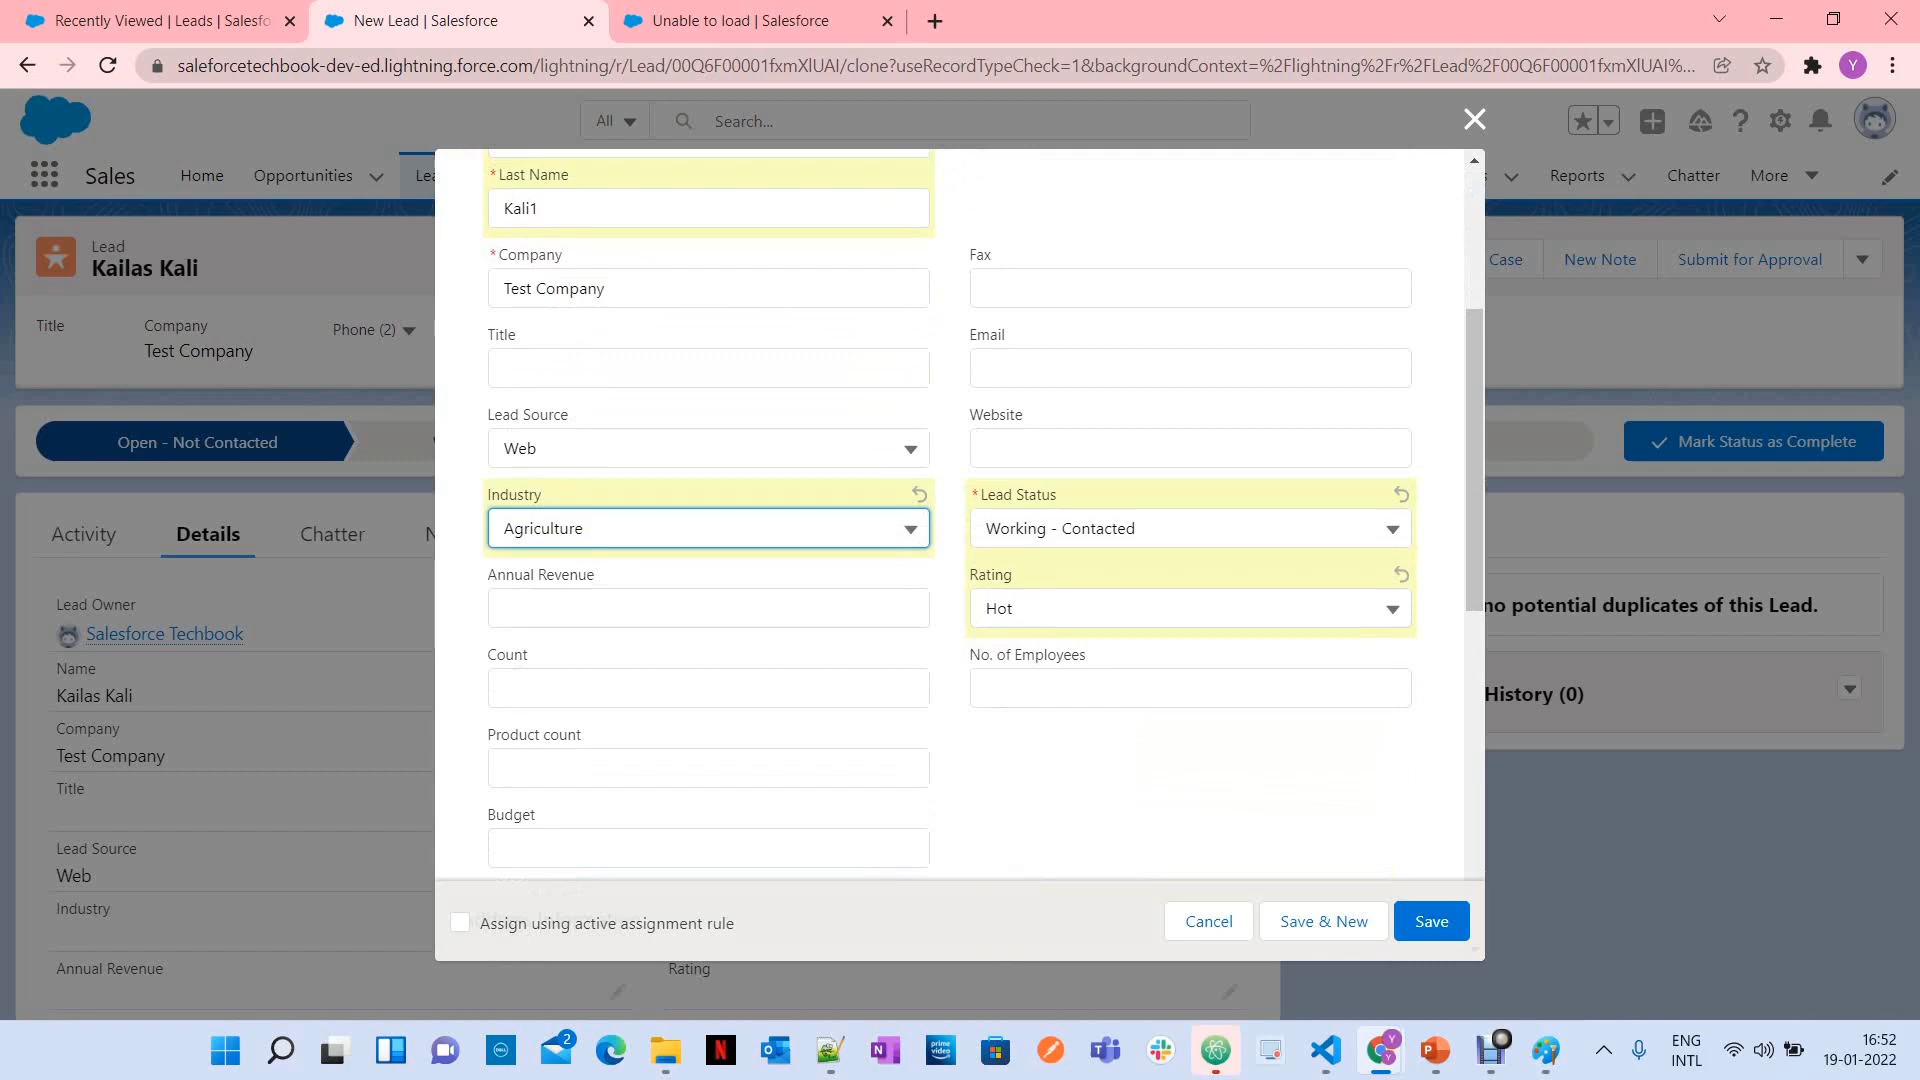 Recently Viewed | Leads | Salesfo
New Lead | Salesforce
Unable to load | Salesforce
saleforcetechbook-dev-ed.lightning.force.com/lightning/r/Lead/00Q6F00001fxmXlUAI/clone?useRecordTypeCheck=1&backgroundContext=%2Flightning%2Fr%2FLead%2F00Q6F00001fxmXlUAI%...
Y
All
Search...
Sales
Home
Opportunities
Lea
s
Reports
Chatter
More
Lead
Kailas Kali
Case
New Note
Submit for Approval
Title
Company
Test Company
Phone (2)
Open - Not Contacted
Mark Status as Complete
Activity
Details
Chatter
N
Lead Owner
Salesforce Techbook
Name
Kailas Kali
Company
Test Company
Title
Lead Source
Web
Industry
Annual Revenue
Rating
no potential duplicates of this Lead.
History (0)
*Last Name
Kali1
*Company
Test Company
Fax
Title
Email
Lead Source
Web
Website
Industry
Agriculture
*Lead Status
Working - Contacted
Annual Revenue
Rating
Hot
Count
No. of Employees
Product count
Budget
Assign using active assignment rule
Cancel
Save & New
Save
2
prime video
ENG
INTL
16:52
19-01-2022